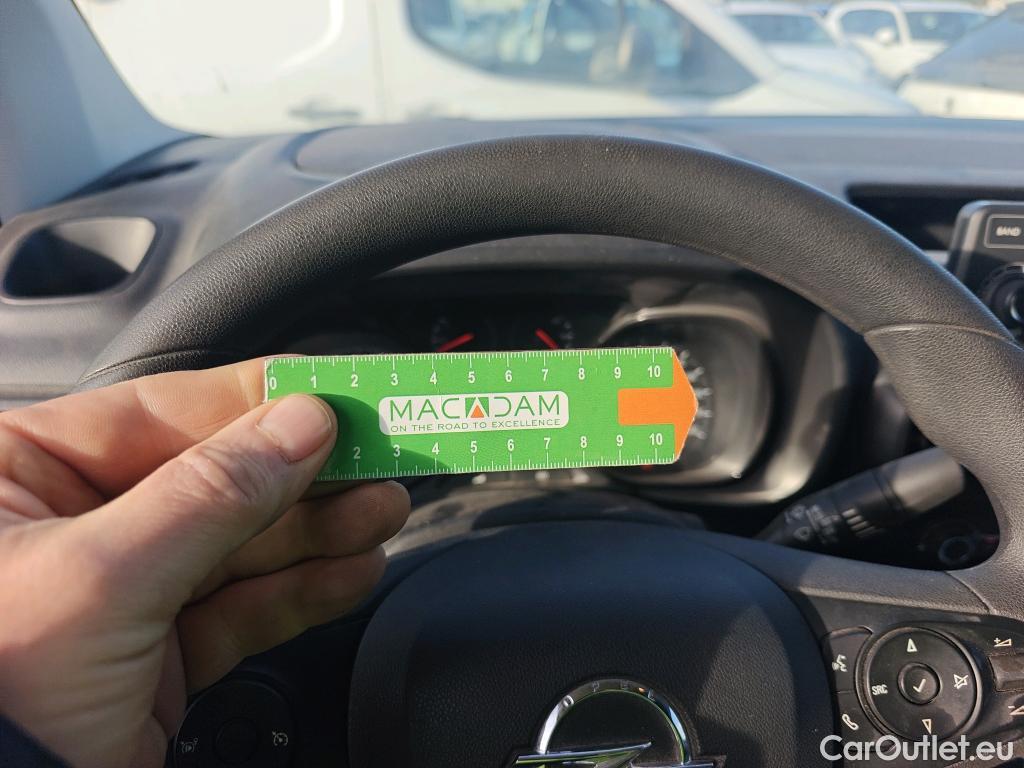 BAND
0 1 2 3 4 5 6 7 8 9 10
MACADAM
ON THE ROAD TO EXCELLENCE
2 3 4 5 6 7 8 9 10
SRC
OPEL
CarOutlet.eu